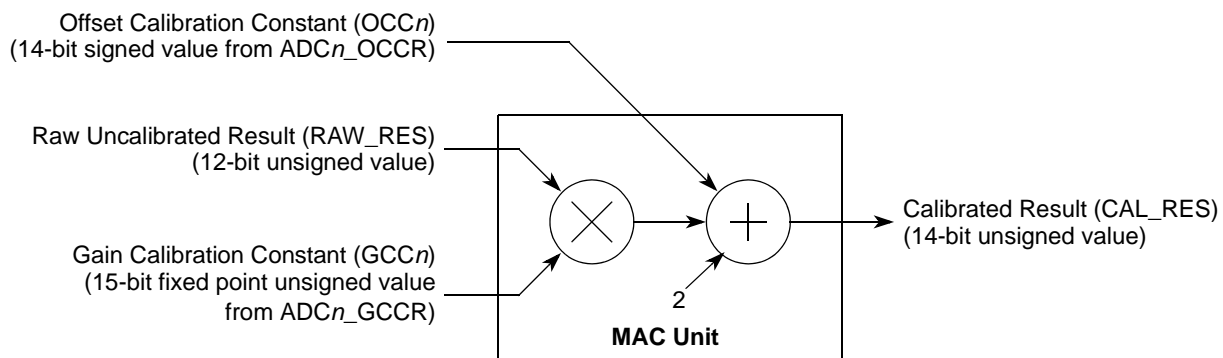 Offset Calibration Constant (OCCn)
(14-bit signed value from ADCn_OCCR)
Raw Uncalibrated Result (RAW_RES)
(12-bit unsigned value)
Gain Calibration Constant (GCCn)
(15-bit fixed point unsigned value
from ADCn_GCCR)
2
MAC Unit
Calibrated Result (CAL_RES)
(14-bit unsigned value)